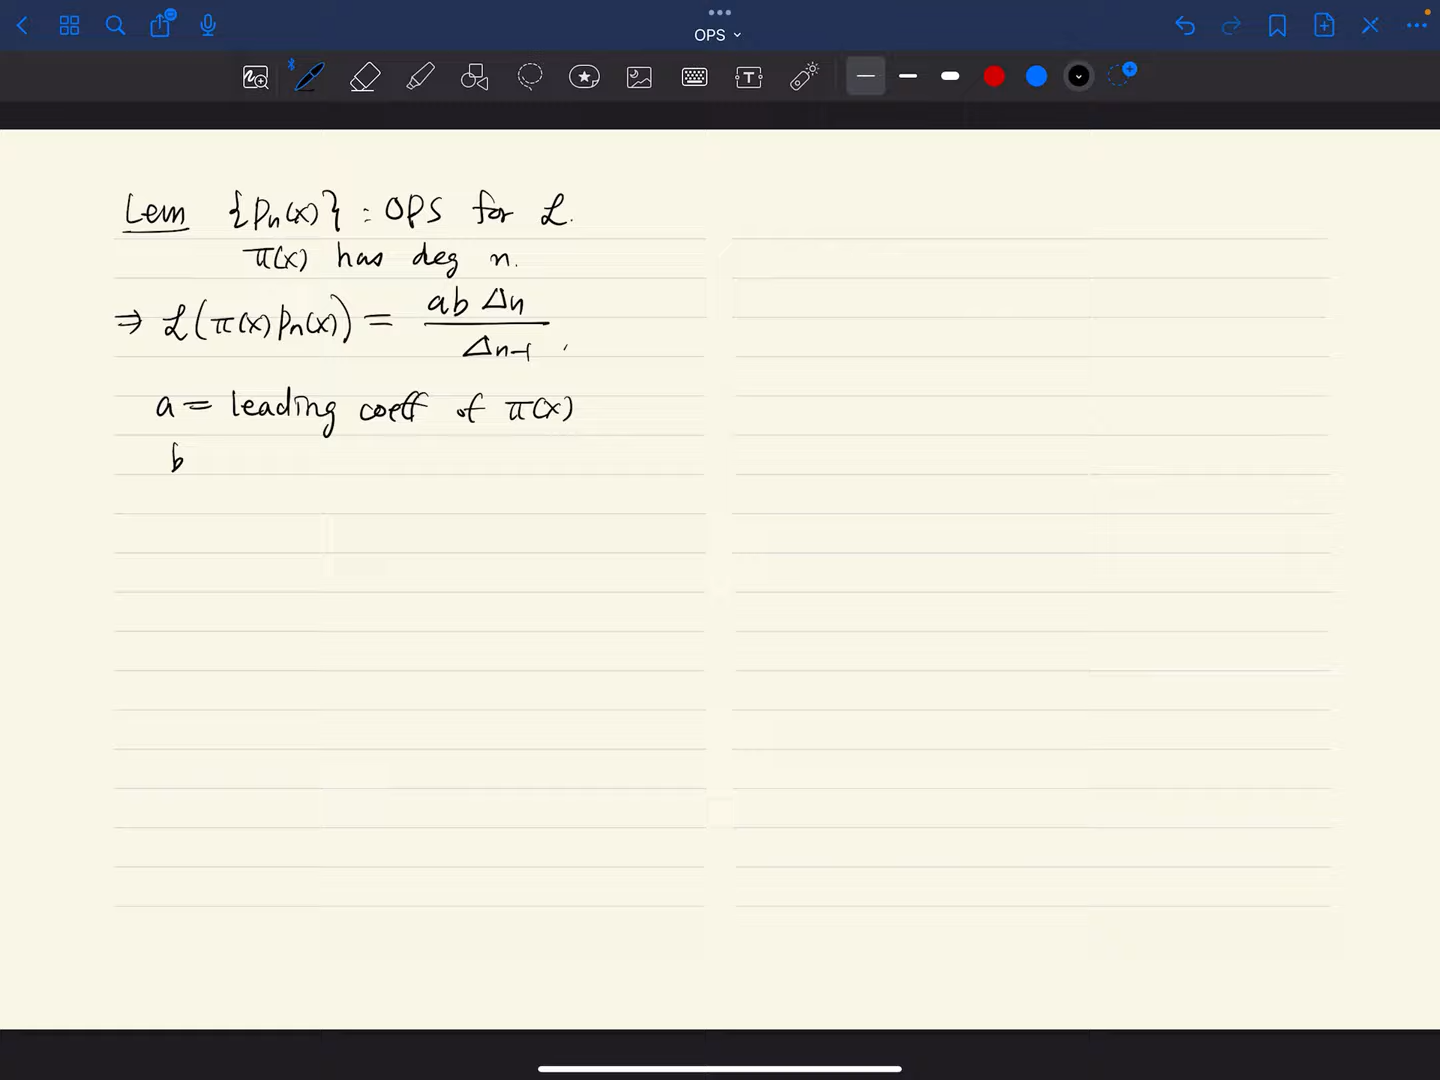 OPS
T
Lem {Pn(x)} : OPS for L.
π(x) has deg n.
⇒ L(π(x)Pn(x)) = ab Δn / Δn-1 .
a = leading coeff of π(x)
b